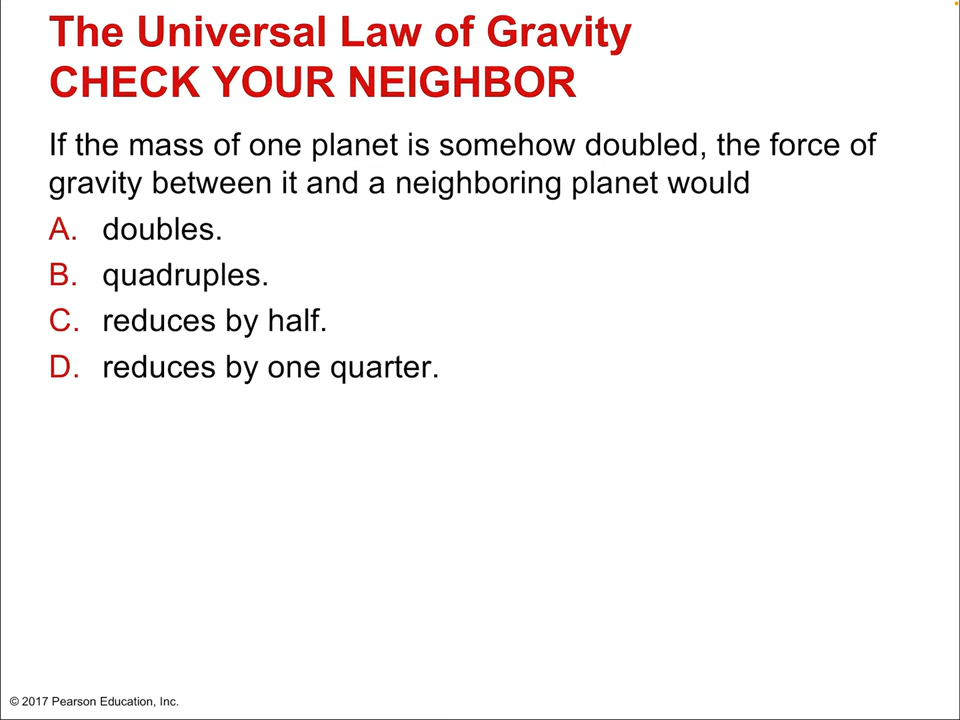 The Universal Law of Gravity
CHECK YOUR NEIGHBOR
If the mass of one planet is somehow doubled, the force of
gravity between it and a neighboring planet would
A. doubles.
B. quadruples.
C. reduces by half.
D. reduces by one quarter.
© 2017 Pearson Education, Inc.